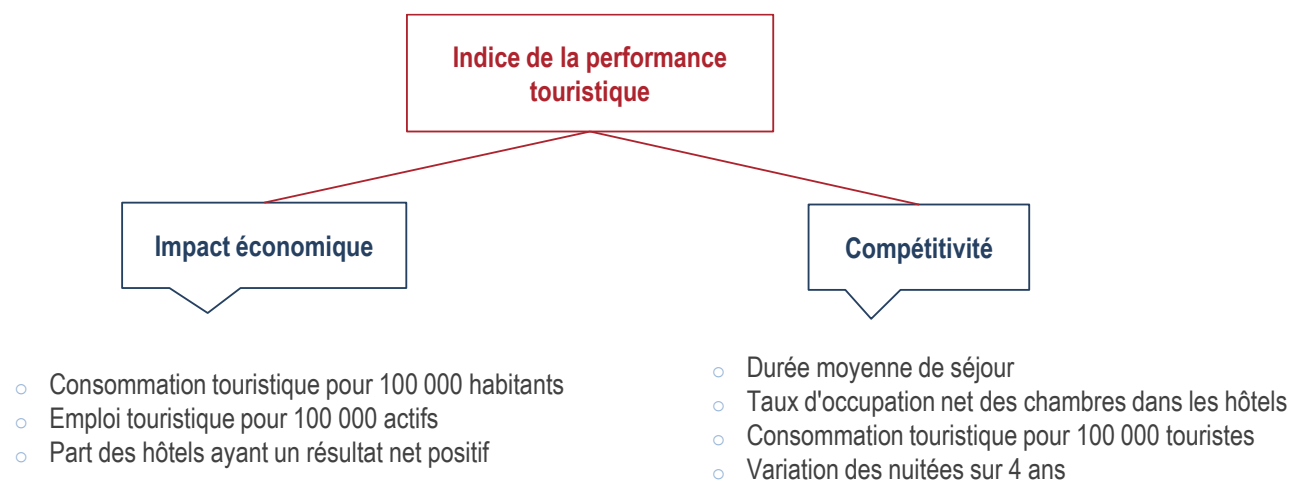 Indice de la performance
touristique
Impact économique
Compétitivité
Consommation touristique pour 100 000 habitants
Emploi touristique pour 100 000 actifs
Part des hôtels ayant un résultat net positif
Durée moyenne de séjour
Taux d'occupation net des chambres dans les hôtels
Consommation touristique pour 100 000 touristes
Variation des nuitées sur 4 ans